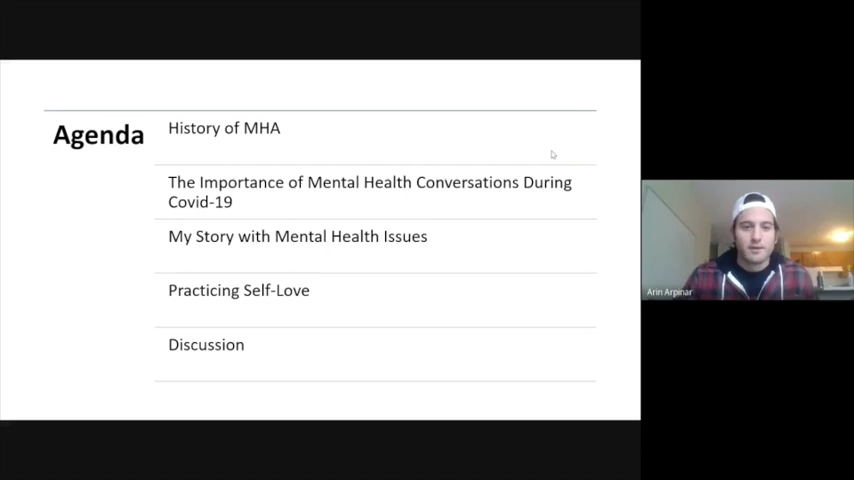 Agenda
History of MHA
The Importance of Mental Health Conversations During
Covid-19
My Story with Mental Health Issues
Practicing Self-Love
Discussion
Arin Arpinar